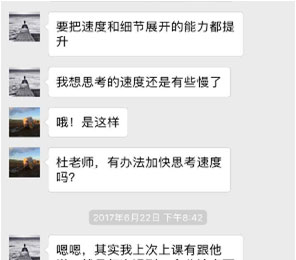 要把速度和细节展开的能力都提
升
我想思考的速度还是有些慢了
哦！是这样
杜老师，有办法加快思考速度
吗？
2017年6月22日 下午8:42
嗯嗯，其实我上次上课有跟他